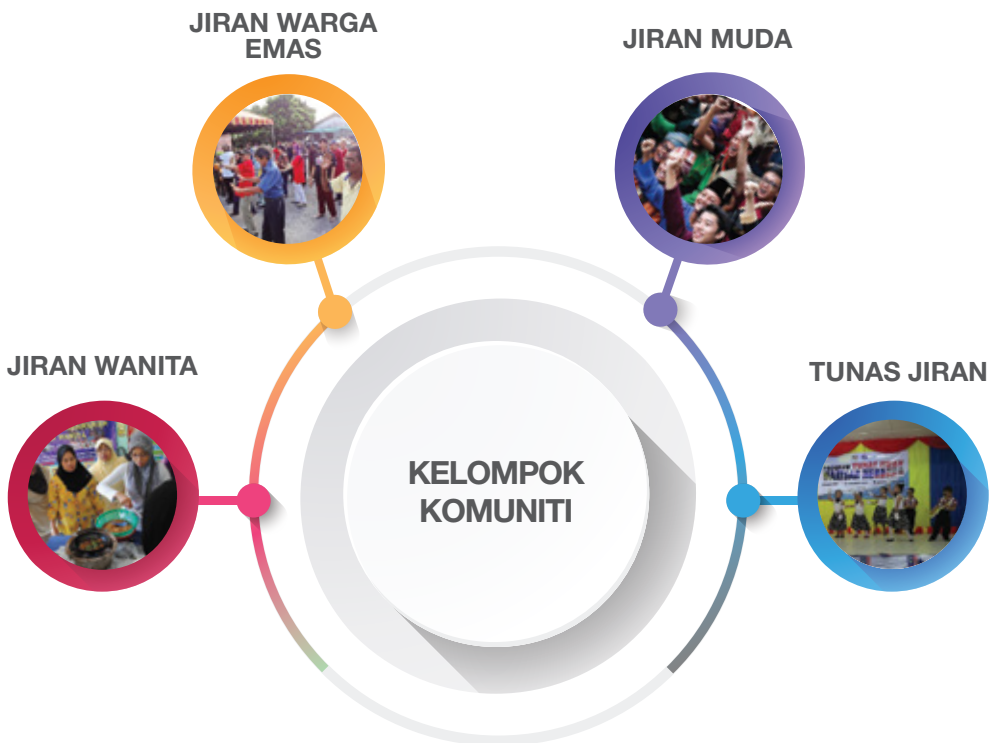 JIRAN WARGA
EMAS
JIRAN MUDA
JIRAN WANITA
TUNAS JIRAN
KELOMPOK
KOMUNITI